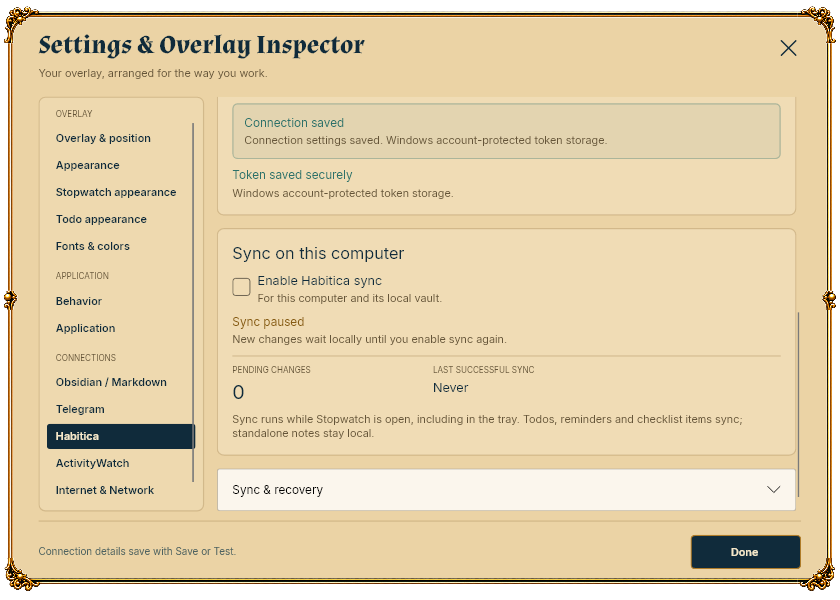 Settings & Overlay Inspector
Your overlay, arranged for the way you work.
OVERLAY
Overlay & position
Appearance
Stopwatch appearance
Todo appearance
Fonts & colors
APPLICATION
Behavior
Application
CONNECTIONS
Obsidian / Markdown
Telegram
Habitica
ActivityWatch
Internet & Network
Connection saved
Connection settings saved. Windows account-protected token storage.
Token saved securely
Windows account-protected token storage.
Sync on this computer
Enable Habitica sync
For this computer and its local vault.
Sync paused
New changes wait locally until you enable sync again.
PENDING CHANGES
0
LAST SUCCESSFUL SYNC
Never
Sync runs while Stopwatch is open, including in the tray. Todos, reminders and checklist items sync;
standalone notes stay local.
Sync & recovery
Connection details save with Save or Test.
Done